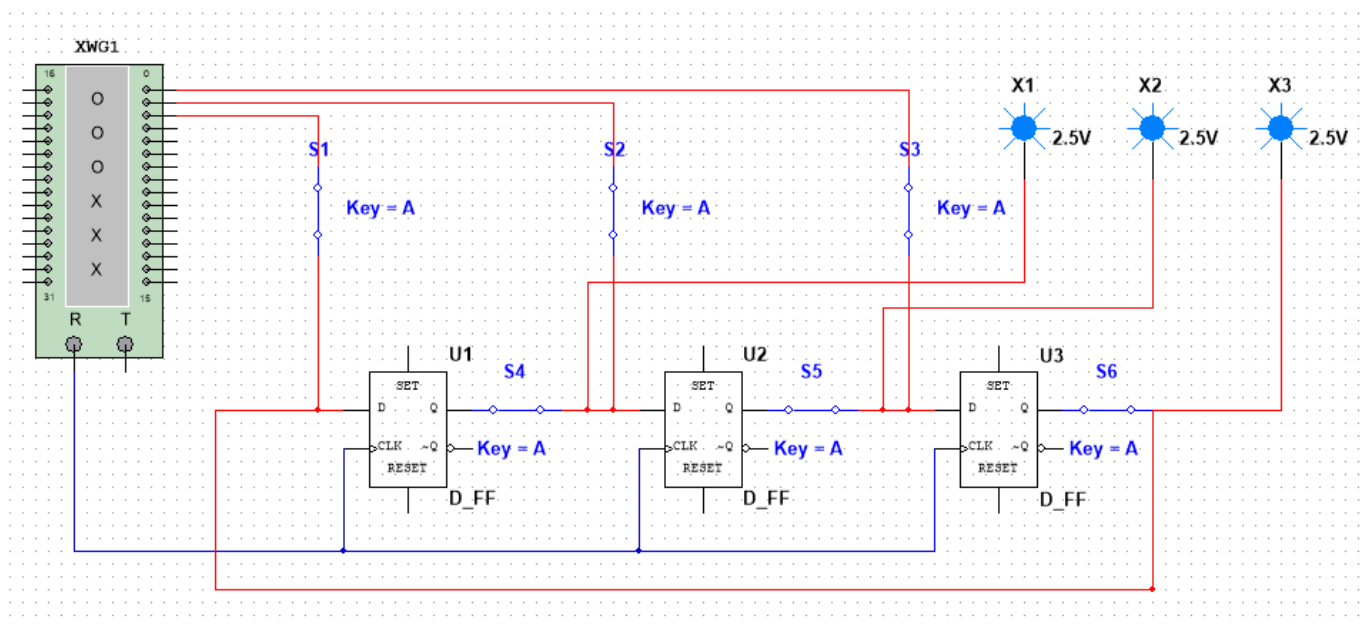 XWG1
16 0
O
O
O
X
X
X
31 15
R T
X1 X2 X3
2.5V 2.5V 2.5V
S1 S2 S3
Key = A Key = A Key = A
U1 U2 U3
S4 S5 S6
SET SET SET
D Q D Q D Q
CLK ~Q CLK ~Q CLK ~Q
Key = A Key = A Key = A
RESET RESET RESET
D_FF D_FF D_FF